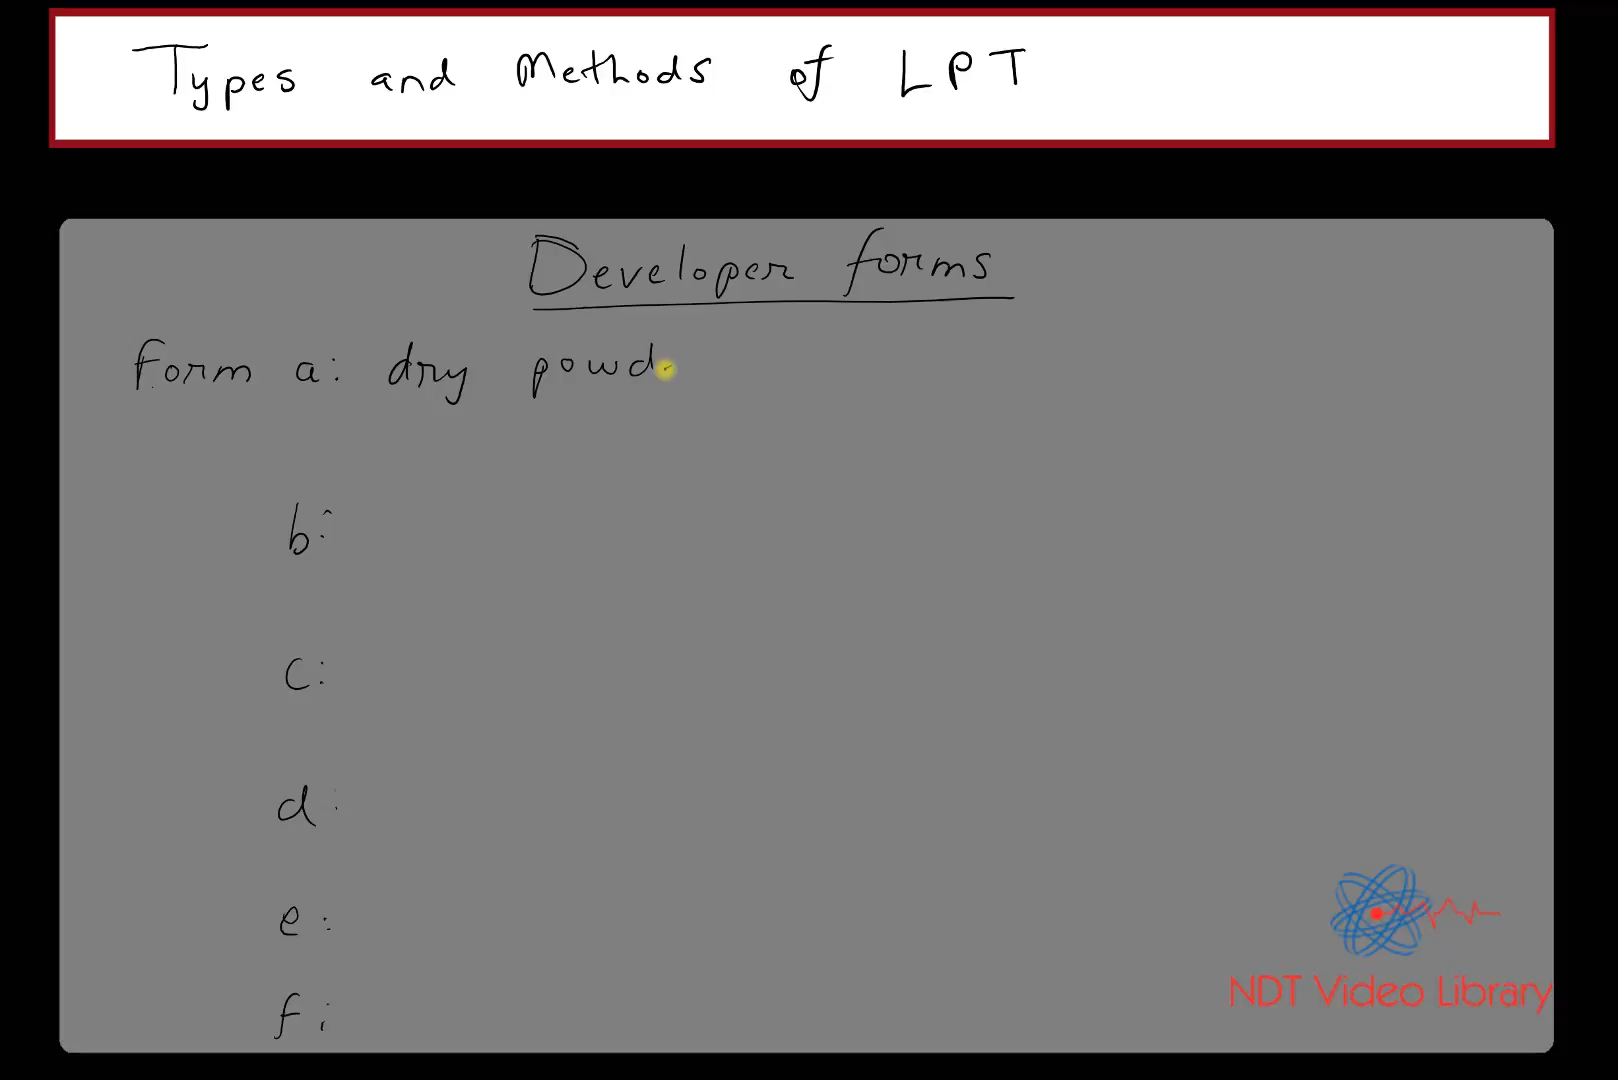 Types and Methods of LPT
Developer forms
Form a: dry powd
b:
c:
d:
e:
f:
NDT Video Library